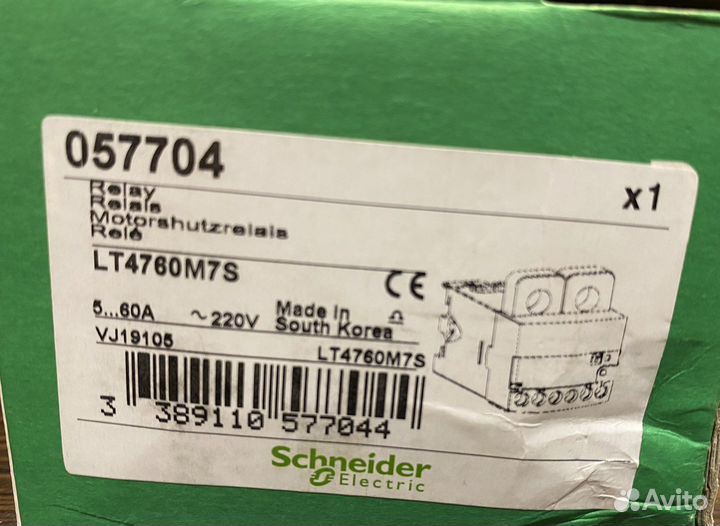 057704
x1
Relay
Relais
Motorshutzrelais
Relé
LT4760M7S
CE
5...60A ~220V Made In
South Korea
VJ19105 LT4760M7S
3 389110 577044
Schneider
Electric
Avito